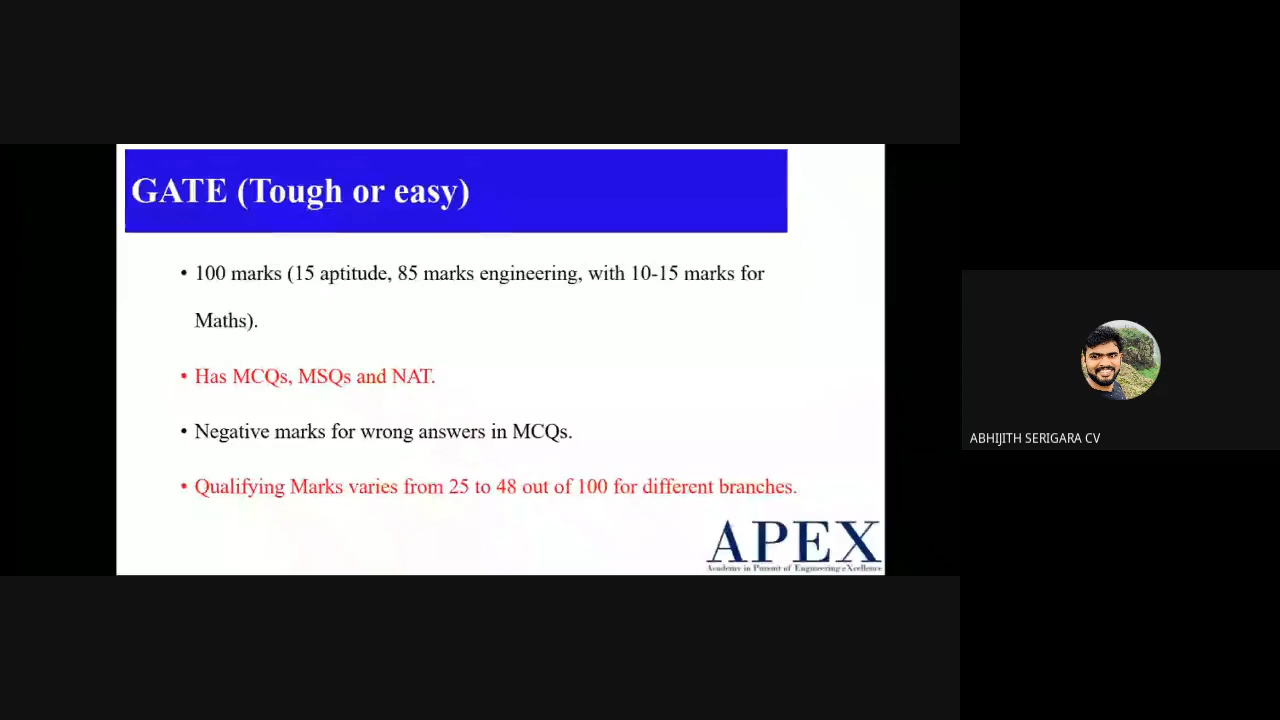 GATE (Tough or easy)
• 100 marks (15 aptitude, 85 marks engineering, with 10-15 marks for
Maths).
• Has MCQs, MSQs and NAT.
• Negative marks for wrong answers in MCQs.
• Qualifying Marks varies from 25 to 48 out of 100 for different branches.
APEX
Academy in Pursuit of Engineering eXcellence
ABHIJITH SERIGARA CV